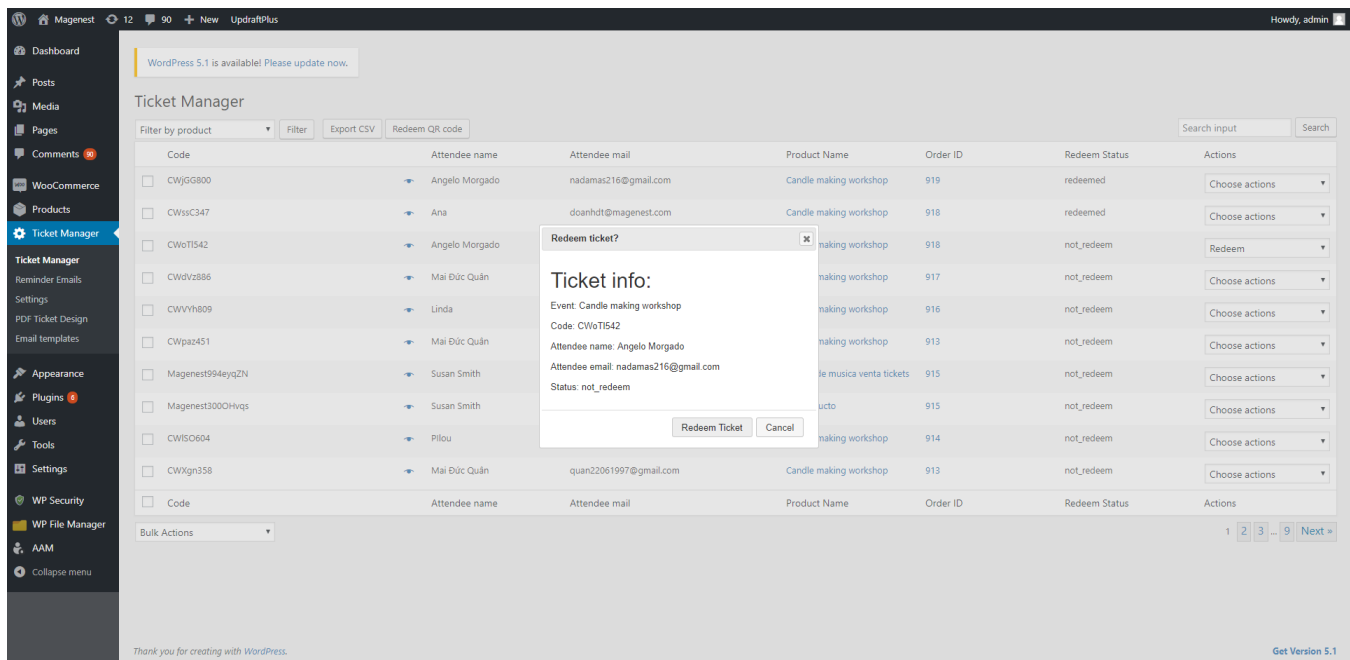 Magenest 12 90 + New UpdraftPlus Howdy, admin
Dashboard
Posts
Media
Pages
Comments 90
WooCommerce
Products
Ticket Manager
Ticket Manager
Reminder Emails
Settings
PDF Ticket Design
Email templates
Appearance
Plugins 6
Users
Tools
Settings
WP Security
WP File Manager
AAM
Collapse menu
WordPress 5.1 is available! Please update now.
Ticket Manager
Filter by product Filter Export CSV Redeem QR code Search input Search
Code Attendee name Attendee mail Product Name Order ID Redeem Status Actions
CWjGG800 Angelo Morgado nadamas216@gmail.com Candle making workshop 919 redeemed Choose actions
CWssC347 Ana doanhdt@magenest.com Candle making workshop 918 redeemed Choose actions
CWoTl542 Angelo Morgado making workshop 918 not_redeem Redeem
CWdVz886 Mai Đức Quân making workshop 917 not_redeem Choose actions
CWVYh809 Linda making workshop 916 not_redeem Choose actions
CWpaz451 Mai Đức Quân making workshop 913 not_redeem Choose actions
Magenest994eyqZN Susan Smith le musica venta tickets 915 not_redeem Choose actions
Magenest300OHvqs Susan Smith ucto 915 not_redeem Choose actions
CWlSO604 Pilou making workshop 914 not_redeem Choose actions
CWXgn358 Mai Đức Quân quan22061997@gmail.com Candle making workshop 913 not_redeem Choose actions
Code Attendee name Attendee mail Product Name Order ID Redeem Status Actions
Bulk Actions 1 2 3 ... 9 Next »
Redeem ticket?
Ticket info:
Event: Candle making workshop
Code: CWoTl542
Attendee name: Angelo Morgado
Attendee email: nadamas216@gmail.com
Status: not_redeem
Redeem Ticket Cancel
Thank you for creating with WordPress. Get Version 5.1